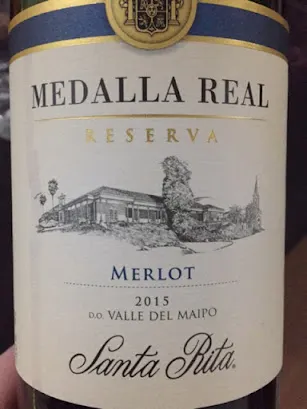 MEDALLA REAL
RESERVA
MERLOT
2015
D.O. VALLE DEL MAIPO
Santa Rita®